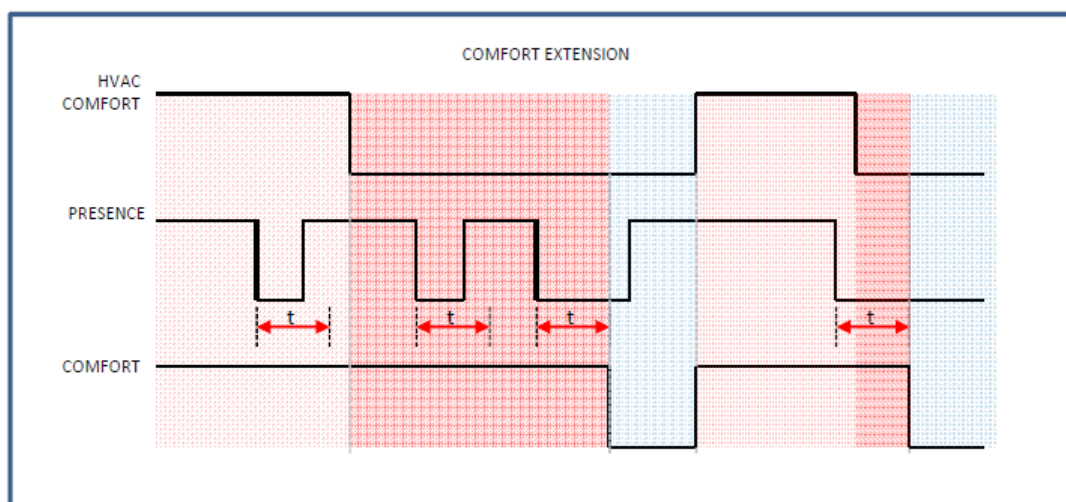 COMFORT EXTENSION
HVAC
COMFORT
PRESENCE
t
t
t
t
COMFORT